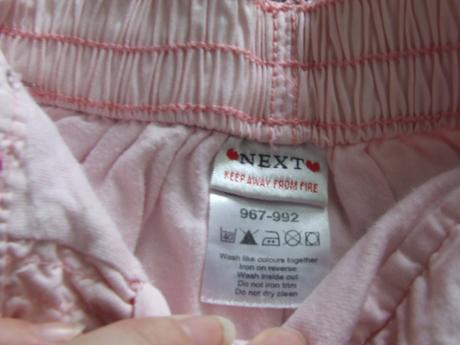 NEXT
KEEP AWAY FROM FIRE
967-992
Wash like colours together
Iron on reverse
Wash inside out
Do not iron trim
Do not dry clean